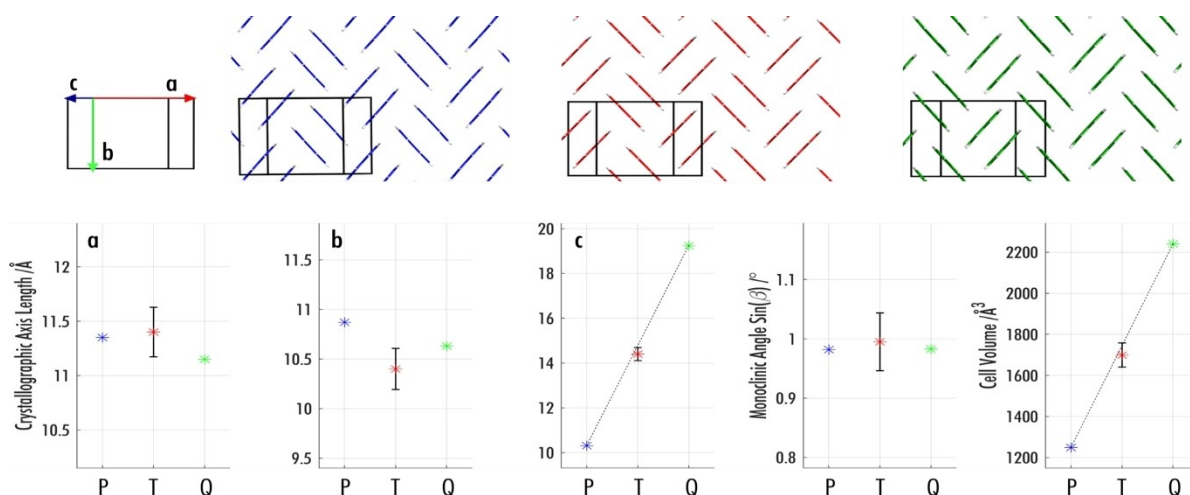 c a
b
a
Crystallographic Axis Length /Å
12
11.5
11
10.5
P T Q
b
11.5
11
10.5
10
9.5
P T Q
c
20
18
16
14
12
10
P T Q
Monoclinic Angle Sin(β) /°
1.1
1
0.9
0.8
P T Q
Cell Volume /Å³
2200
2000
1800
1600
1400
1200
P T Q